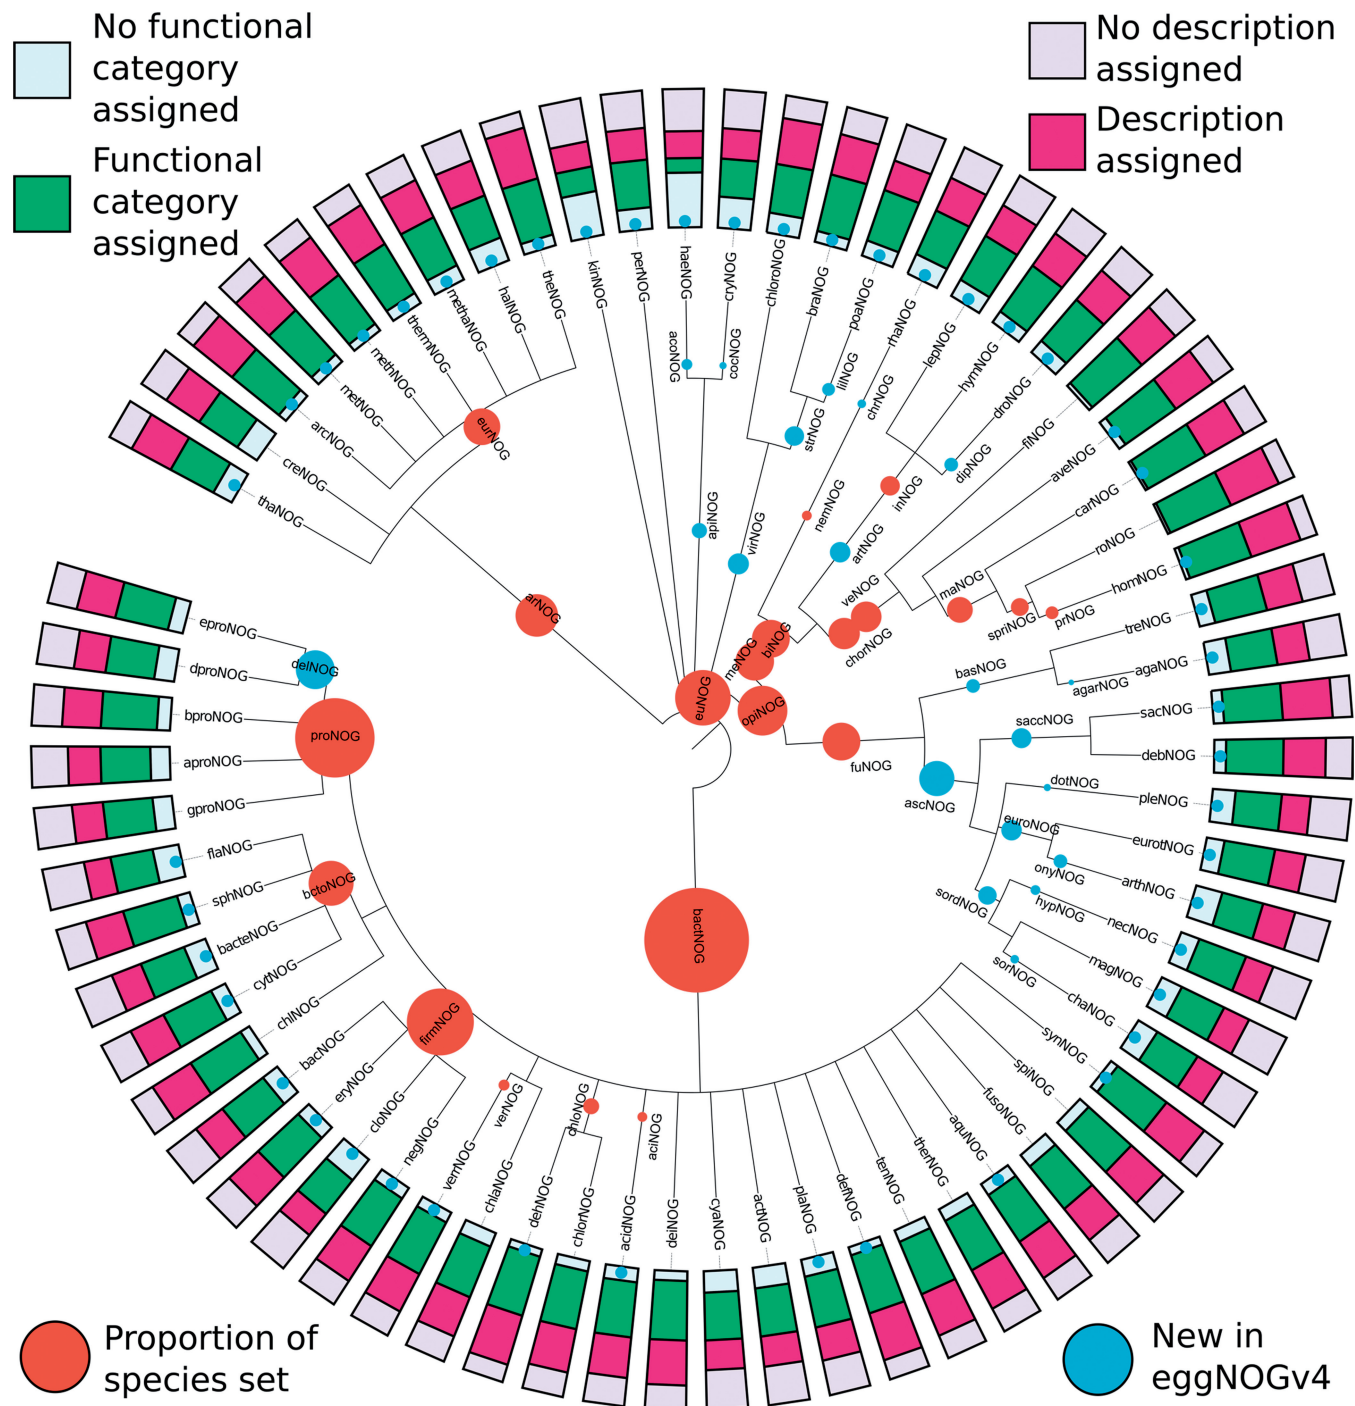 No functional
category
assigned
Functional
category
assigned
No description
assigned
Description
assigned
thaNOG
creNOG
arcNOG
metNOG
methNOG
thermNOG
methaNOG
halNOG
theNOG
eurNOG
arNOG
kinNOG
perNOG
haeNOG
acoNOG
cryNOG
cocNOG
apiNOG
chloroNOG
braNOG
poaNOG
liliNOG
strNOG
virNOG
rhaNOG
chrNOG
nemNOG
lepNOG
hymNOG
droNOG
dipNOG
inNOG
artNOG
fiNOG
aveNOG
carNOG
roNOG
homNOG
prNOG
spriNOG
maNOG
veNOG
chorNOG
biNOG
meNOG
opiNOG
euNOG
fuNOG
treNOG
basNOG
agaNOG
agarNOG
sacNOG
saccNOG
debNOG
ascNOG
dotNOG
pleNOG
euroNOG
eurotNOG
onyNOG
arthNOG
sordNOG
hypNOG
necNOG
magNOG
sorNOG
chaNOG
synNOG
spiNOG
fusoNOG
aquNOG
therNOG
tenNOG
defNOG
plaNOG
actNOG
cyaNOG
deiNOG
acidNOG
aciNOG
chlorNOG
chloNOG
dehNOG
chlaNOG
verNOG
verrNOG
negNOG
cloNOG
eryNOG
bacNOG
firmNOG
chlNOG
cytNOG
bacteNOG
sphNOG
flaNOG
bctoNOG
gproNOG
aproNOG
bproNOG
proNOG
dproNOG
eproNOG
delNOG
bactNOG
Proportion of
species set
New in
eggNOGv4